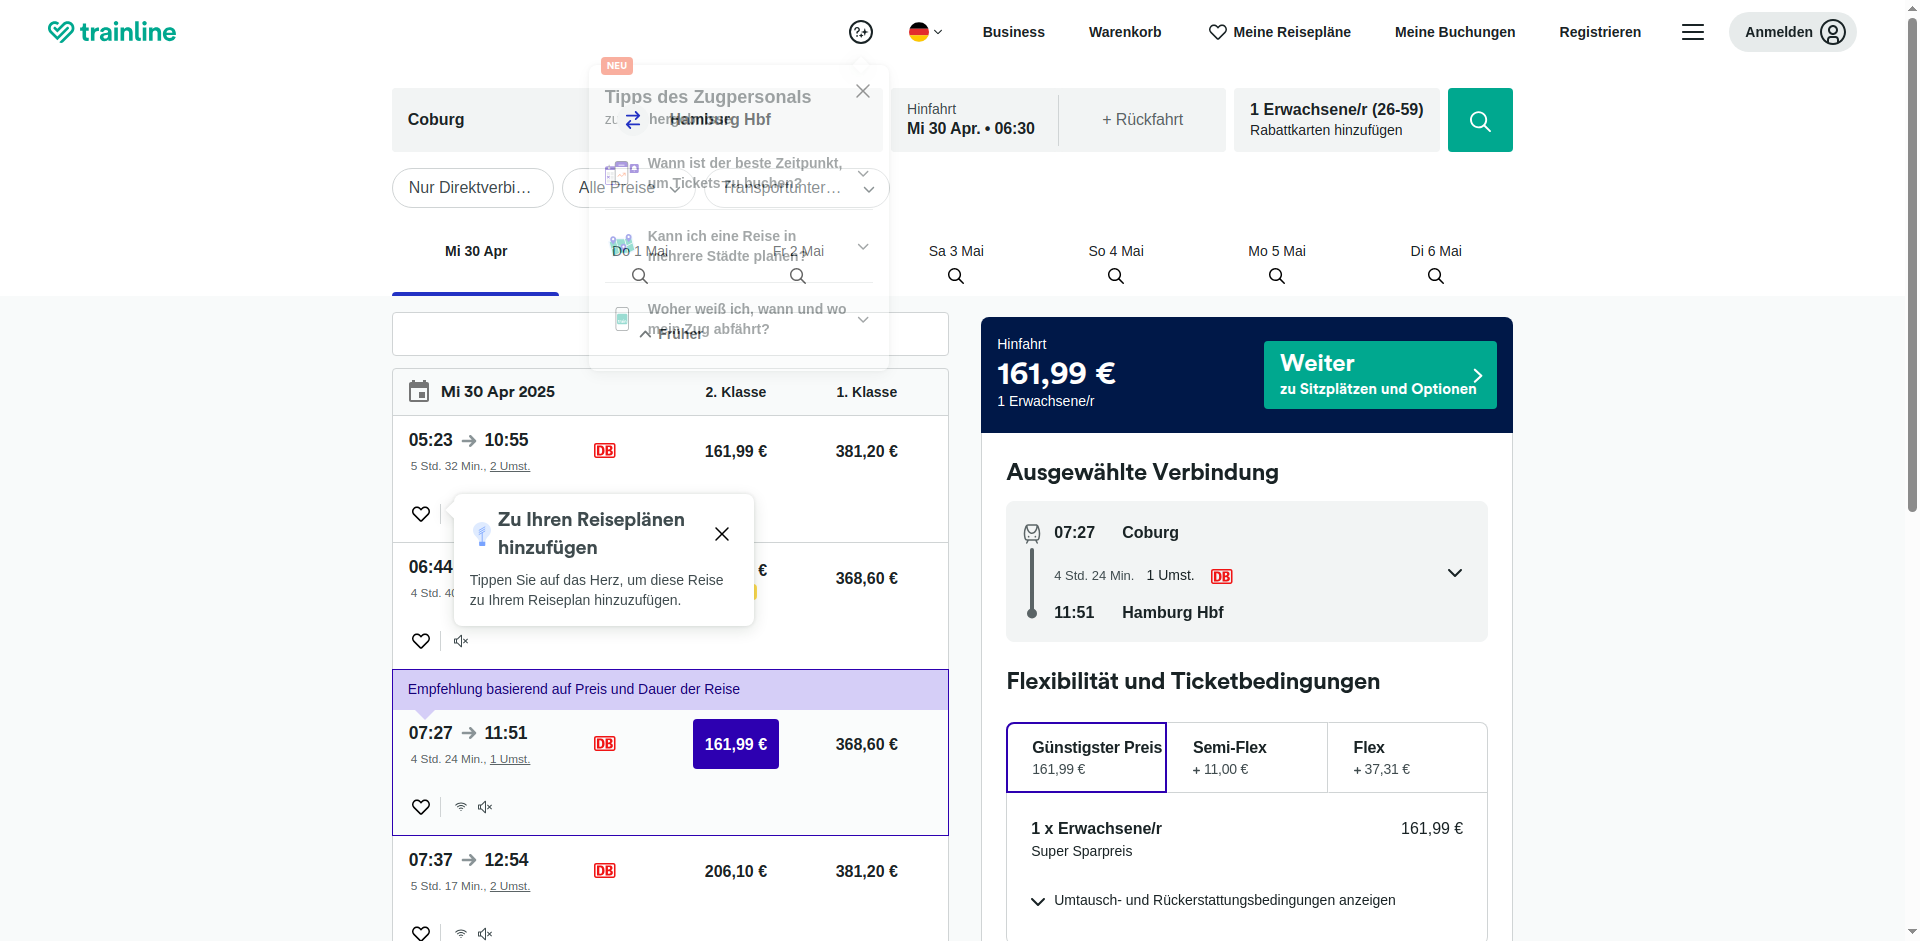 trainline
Business
Warenkorb
Meine Reisepläne
Meine Buchungen
Registrieren
Anmelden
NEU
Tipps des Zugpersonals
zu
Coburg
Hamburg Hbf
Hinfahrt
Mi 30 Apr. • 06:30
+ Rückfahrt
1 Erwachsene/r (26-59)
Rabattkarten hinzufügen
Wann ist der beste Zeitpunkt,
um Tickets zu buchen?
Nur Direktverbi…
Alle Preise
Transportunter…
Kann ich eine Reise in
mehrere Städte planen?
Mi 30 Apr
Do 1 Mai
Fr 2 Mai
Sa 3 Mai
So 4 Mai
Mo 5 Mai
Di 6 Mai
Woher weiß ich, wann und wo
mein Zug abfährt?
Früher
Mi 30 Apr 2025
2. Klasse
1. Klasse
05:23 → 10:55
DB
161,99 €
381,20 €
5 Std. 32 Min., 2 Umst.
Zu Ihren Reiseplänen
hinzufügen
Tippen Sie auf das Herz, um diese Reise
zu Ihrem Reiseplan hinzuzufügen.
06:44
€
368,60 €
4 Std. 40
Empfehlung basierend auf Preis und Dauer der Reise
07:27 → 11:51
DB
161,99 €
368,60 €
4 Std. 24 Min., 1 Umst.
07:37 → 12:54
DB
206,10 €
381,20 €
5 Std. 17 Min., 2 Umst.
Hinfahrt
161,99 €
1 Erwachsene/r
Weiter
zu Sitzplätzen und Optionen
Ausgewählte Verbindung
07:27 Coburg
4 Std. 24 Min. 1 Umst. DB
11:51 Hamburg Hbf
Flexibilität und Ticketbedingungen
Günstigster Preis
161,99 €
Semi-Flex
+ 11,00 €
Flex
+ 37,31 €
1 x Erwachsene/r
161,99 €
Super Sparpreis
Umtausch- und Rückerstattungsbedingungen anzeigen